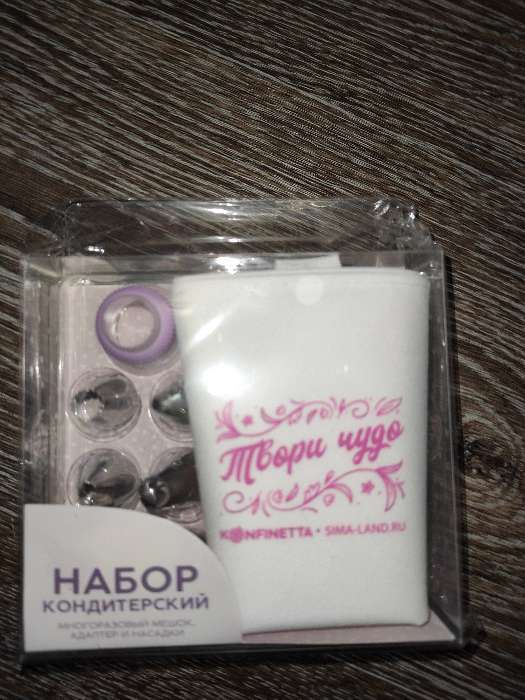 Твори чудо
KONFINETTA • SIMA-LAND.RU
НАБОР
КОНДИТЕРСКИЙ
МНОГОРАЗОВЫЙ МЕШОК,
АДАПТЕР И НАСАДКИ